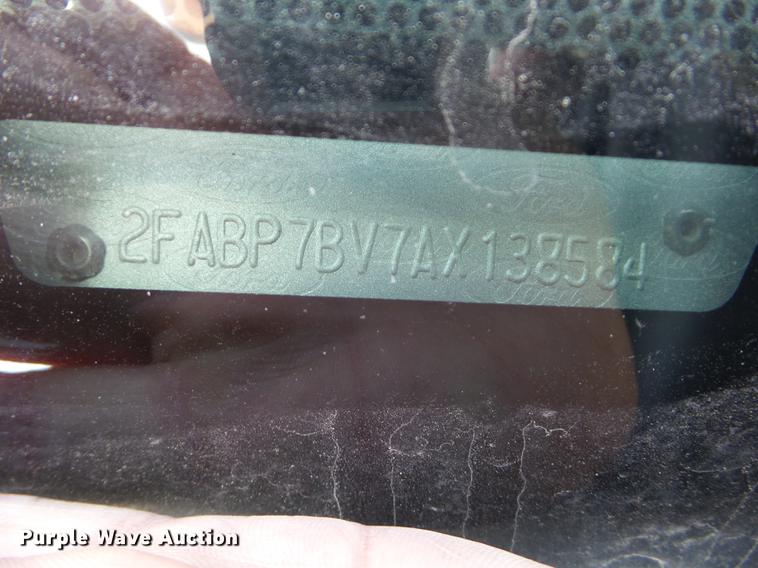 2FABP7BV7AX138584
Purple Wave Auction